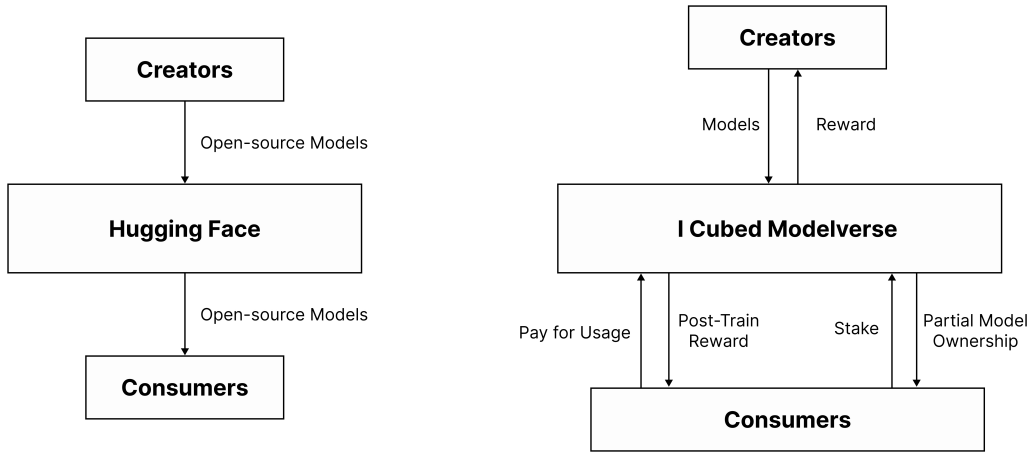 Creators
Open-source Models
Hugging Face
Open-source Models
Consumers
Creators
Models
Reward
I Cubed Modelverse
Pay for Usage
Post-Train
Reward
Stake
Partial Model
Ownership
Consumers